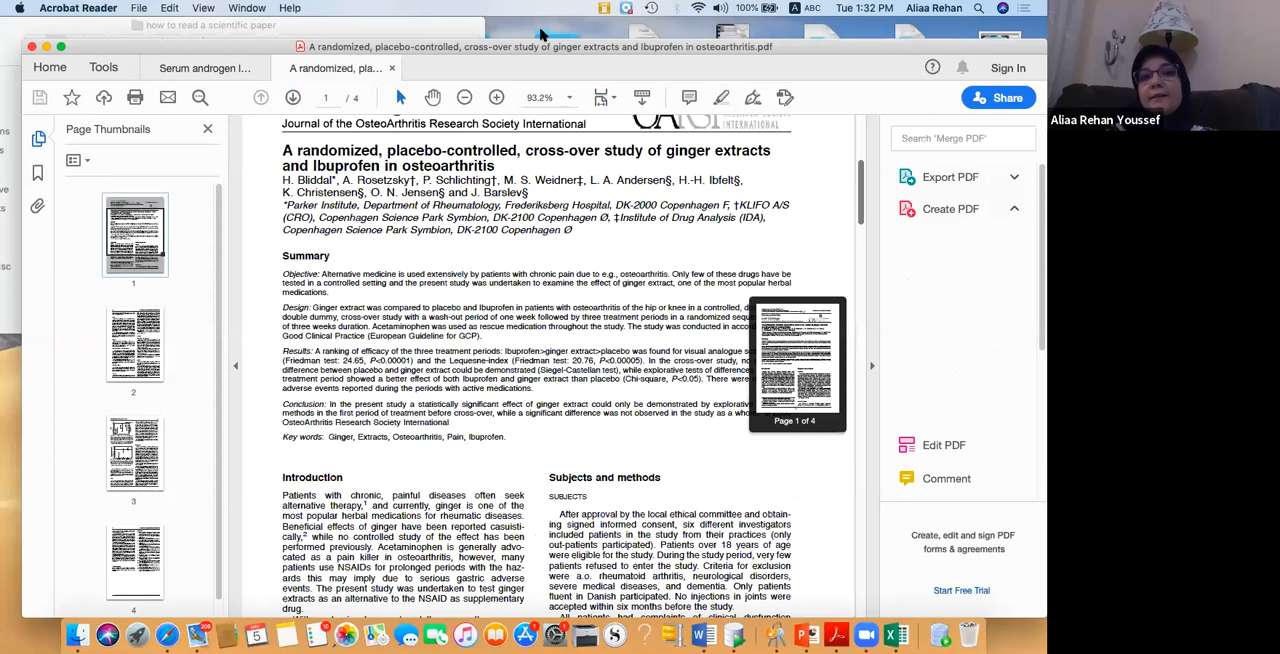 Acrobat Reader File Edit View Window Help 100% A ABC Tue 1:32 PM Aliaa Rehan
how to read a scientific paper
A randomized, placebo-controlled, cross-over study of ginger extracts and Ibuprofen in osteoarthritis.pdf
Home Tools Serum androgen l... A randomized, pla... × Sign In
1 / 4 93.2% Share
Page Thumbnails
1
2
3
4
Journal of the OsteoArthritis Research Society International
INTERNATIONAL
A randomized, placebo-controlled, cross-over study of ginger extracts
and Ibuprofen in osteoarthritis
H. Bliddal*, A. Rosetzsky†, P. Schlichting†, M. S. Weidner‡, L. A. Andersen§, H.-H. Ibfelt§,
K. Christensen§, O. N. Jensen§ and J. Barslev§
*Parker Institute, Department of Rheumatology, Frederiksberg Hospital, DK-2000 Copenhagen F, †KLIFO A/S
(CRO), Copenhagen Science Park Symbion, DK-2100 Copenhagen Ø, ‡Institute of Drug Analysis (IDA),
Copenhagen Science Park Symbion, DK-2100 Copenhagen Ø
Summary
Objective: Alternative medicine is used extensively by patients with chronic pain due to e.g., osteoarthritis. Only few of these drugs have been
tested in a controlled setting and the present study was undertaken to examine the effect of ginger extract, one of the most popular herbal
medications.
Design: Ginger extract was compared to placebo and Ibuprofen in patients with osteoarthritis of the hip or knee in a controlled,
double dummy, cross-over study with a wash-out period of one week followed by three treatment periods in a randomized
of three weeks duration. Acetaminophen was used as rescue medication throughout the study. The study was conducted in
Good Clinical Practice (European Guideline for GCP).
Results: A ranking of efficacy of the three treatment periods: Ibuprofen>ginger extract>placebo was found for visual analogue
(Friedman test: 24.65, P<0.00001) and the Lequesne-index (Friedman test: 20.76, P<0.00005). In the cross-over study, no
difference between placebo and ginger extract could be demonstrated (Siegel-Castellan test), while explorative tests of differences
treatment period showed a better effect of both Ibuprofen and ginger extract than placebo (Chi-square, P<0.05). There were
adverse events reported during the periods with active medications.
Conclusion: In the present study a statistically significant effect of ginger extract could only be demonstrated by explorative
methods in the first period of treatment before cross-over, while a significant difference was not observed in the study as a
OsteoArthritis Research Society International
Key words: Ginger, Extracts, Osteoarthritis, Pain, Ibuprofen.
Introduction
Patients with chronic, painful diseases often seek
alternative therapy,1 and currently, ginger is one of the
most popular herbal medications for rheumatic diseases.
Beneficial effects of ginger have been reported casuisti-
cally,2 while no controlled study of the effect has been
performed previously. Acetaminophen is generally advo-
cated as a pain killer in osteoarthritis, however, many
patients use NSAIDs for prolonged periods with the haz-
ards this may imply due to serious gastric adverse
events. The present study was undertaken to test ginger
extracts as an alternative to the NSAID as supplementary
drug.
Subjects and methods
SUBJECTS
After approval by the local ethical committee and obtain-
ing signed informed consent, six different investigators
included patients in the study from their practices (only
out-patients participated). Patients over 18 years of age
were eligible for the study. During the study period, very few
patients refused to enter the study. Criteria for exclusion
were a.o. rheumatoid arthritis, neurological disorders,
severe medical diseases, and dementia. Only patients
fluent in Danish participated. No injections in joints were
accepted within six months before the study.
All patients had complaints of clinical dysfunction
Page 1 of 4
Search 'Merge PDF'
Export PDF
Create PDF
Edit PDF
Comment
Create, edit and sign PDF
forms & agreements
Start Free Trial
Aliaa Rehan Youssef